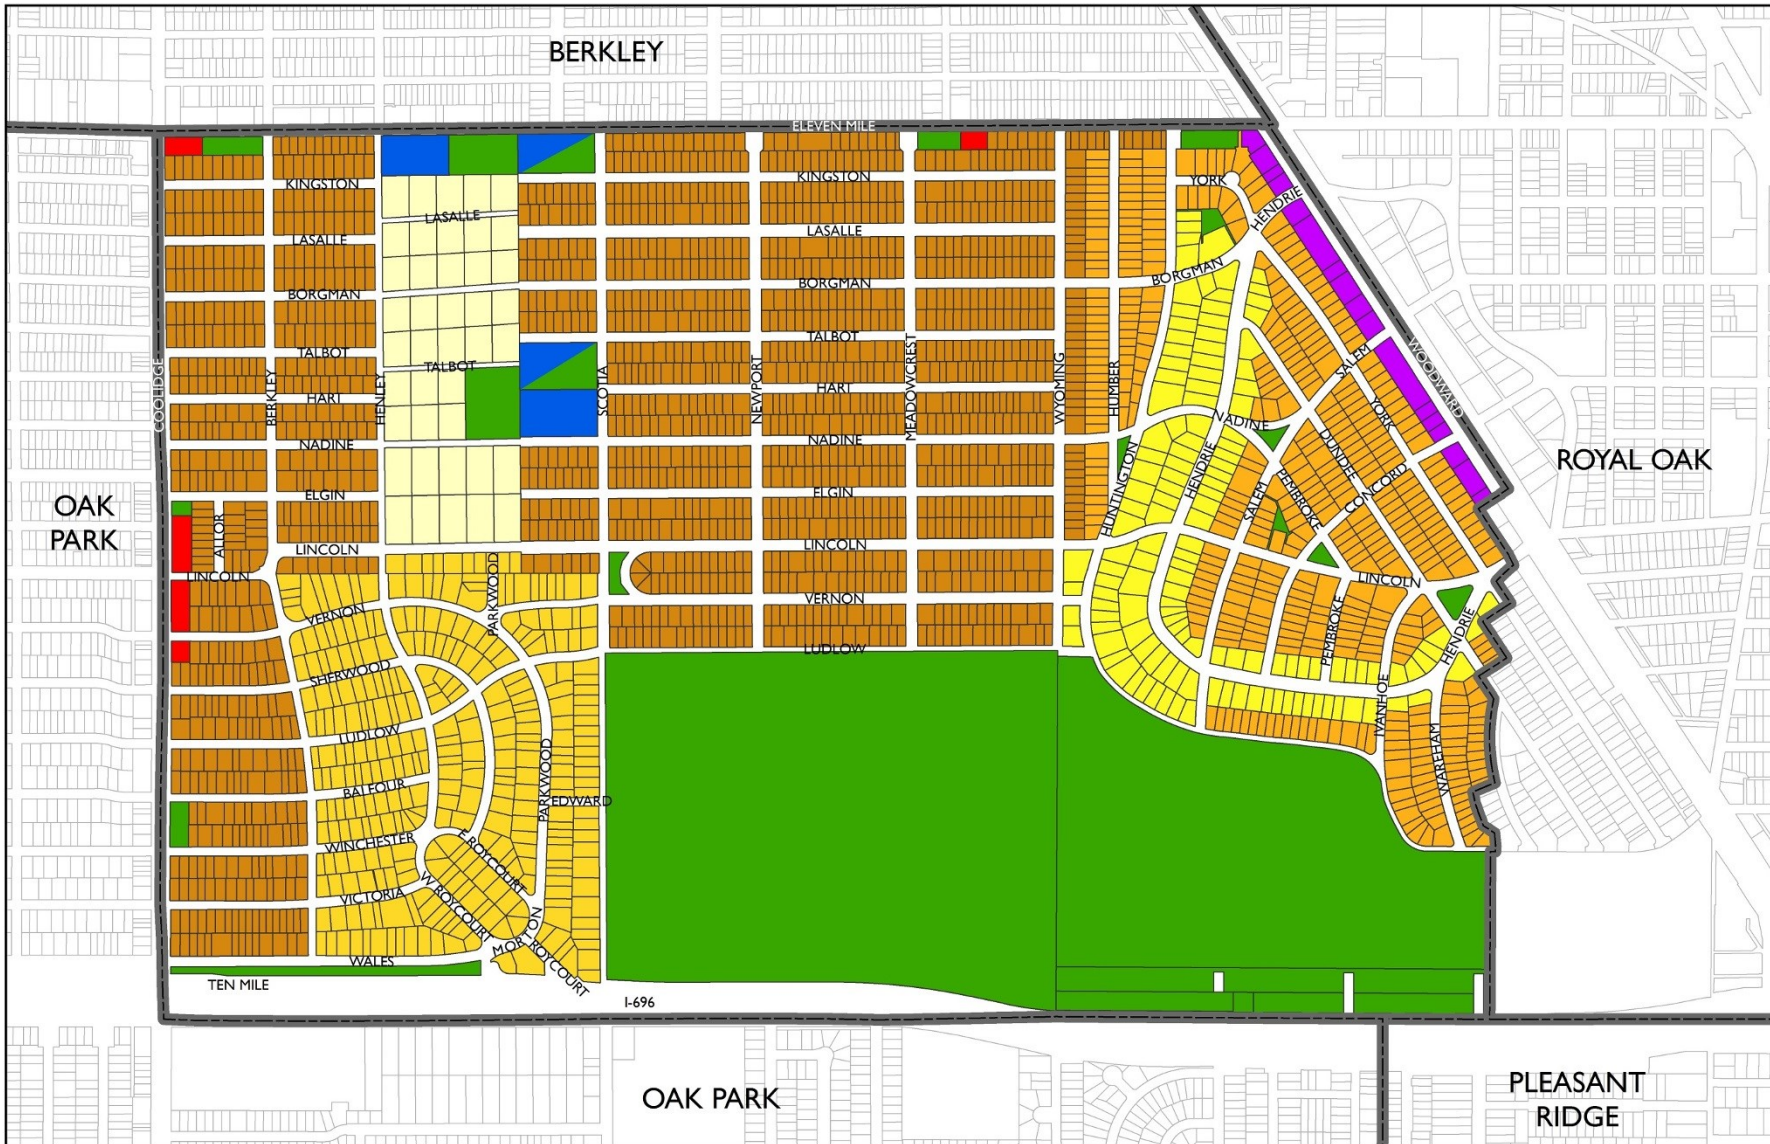 BERKLEY
ELEVEN MILE
KINGSTON
KINGSTON
YORK
LASALLE
HENDRIE
LASALLE
LASALLE
BORGMAN
BORGMAN
BORGMAN
TALBOT
TALBOT
TALBOT
SALEM
WOODWARD
COOLIDGE
BERKLEY
HENLEY
SCOTIA
NEWPORT
MEADOWCREST
WYOMING
HUMBER
HART
HART
YORK
NADINE
NADINE
NADINE
DUNDEE
CONCORD
ROYAL OAK
HUNTINGTON
HENDRIE
SALEM
PEMBROKE
ELGIN
ELGIN
OAK
PARK
ALLOR
LINCOLN
LINCOLN
LINCOLN
LINCOLN
PARKWOOD
VERNON
VERNON
PEMBROKE
HENDRIE
LUDLOW
SHERWOOD
IVANHOE
LUDLOW
WAREHAM
PARKWOOD
BALFOUR
EDWARD
WINCHESTER
E ROYCOURT
VICTORIA
W ROYCOURT
MORTON
ROYCOURT
WALES
TEN MILE
I-696
OAK PARK
PLEASANT
RIDGE